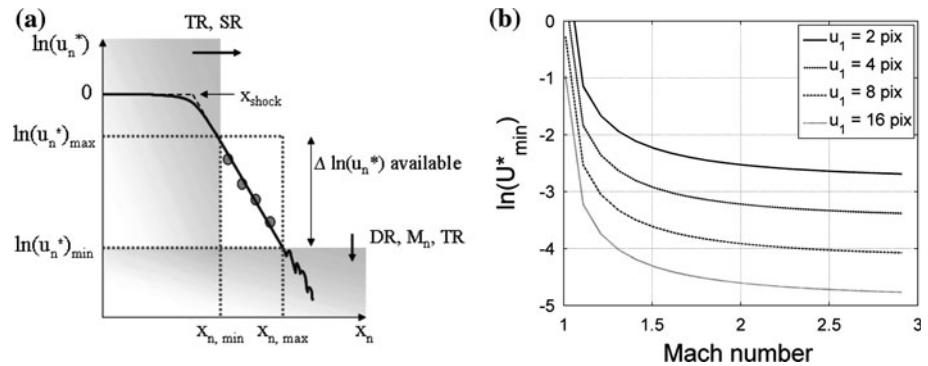 (a)
TR, SR
ln(uₙ*)
0
x_shock
ln(uₙ*)max
Δ ln(uₙ*) available
ln(uₙ*)min
DR, Mₙ, TR
xₙ, min
xₙ, max
xₙ
(b)
0
-1
-2
-3
-4
-5
ln(U*min)
1
1.5
2
2.5
3
Mach number
u₁ = 2 pix
u₁ = 4 pix
u₁ = 8 pix
u₁ = 16 pix